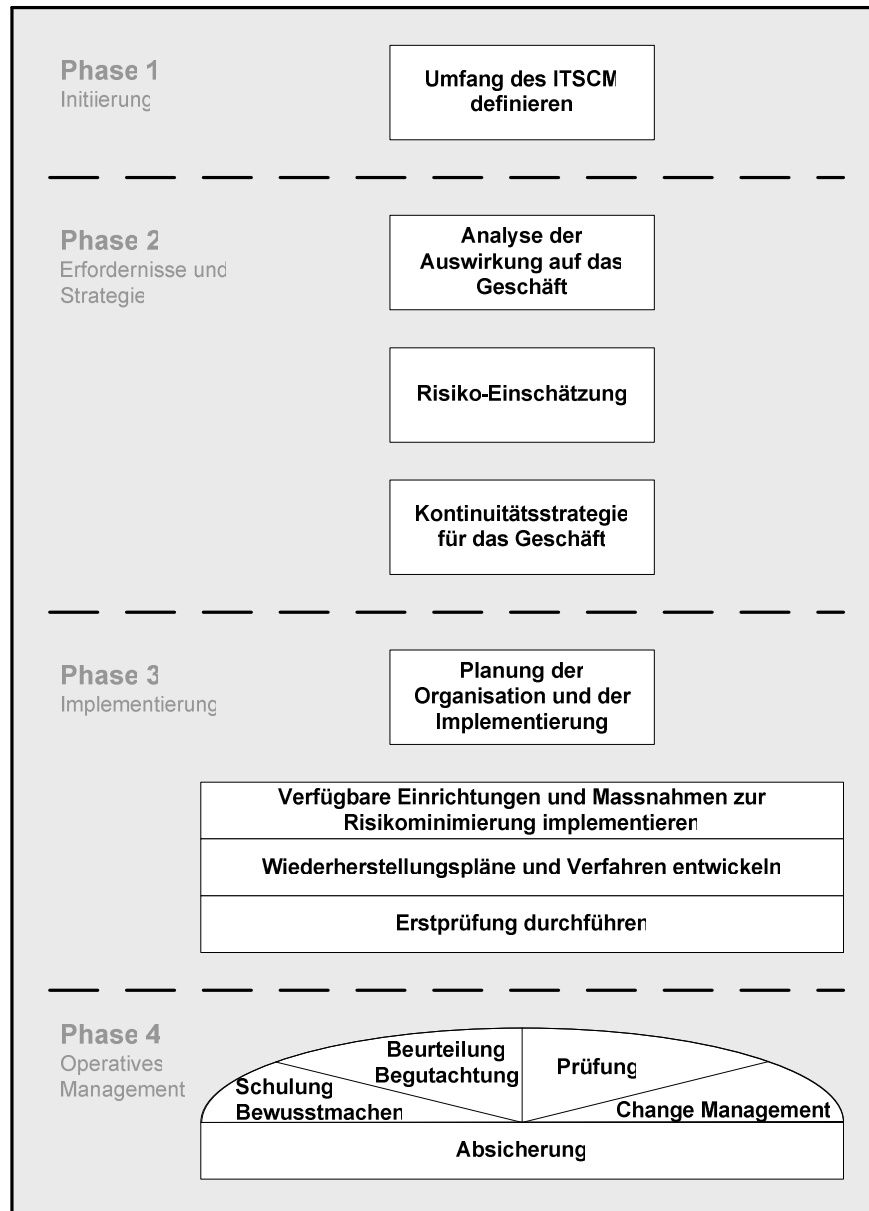 Phase 1
Initiierung
Umfang des ITSCM
definieren
Phase 2
Erfordernisse und
Strategie
Analyse der
Auswirkung auf das
Geschäft
Risiko-Einschätzung
Kontinuitätsstrategie
für das Geschäft
Phase 3
Implementierung
Planung der
Organisation und der
Implementierung
Verfügbare Einrichtungen und Massnahmen zur
Risikominimierung implementieren
Wiederherstellungspläne und Verfahren entwickeln
Erstprüfung durchführen
Phase 4
Operatives
Management
Schulung
Bewusstmachen
Beurteilung
Begutachtung
Prüfung
Change Management
Absicherung